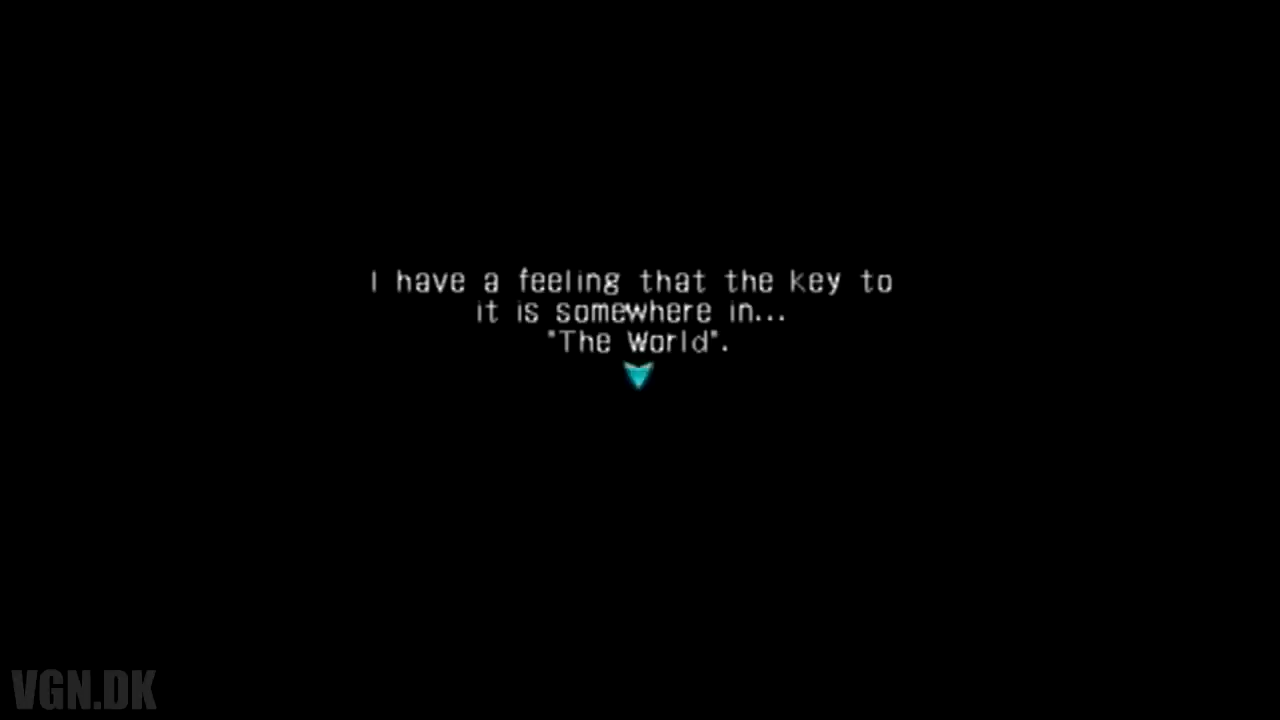 I have a feeling that the key to
it is somewhere in...
"The World".
VGN.DK